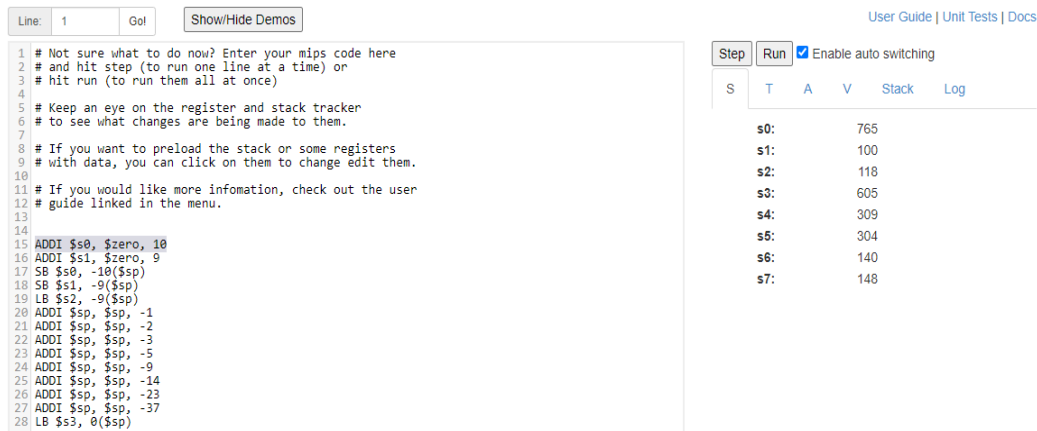 Line: 1 Go! Show/Hide Demos User Guide | Unit Tests | Docs
1 # Not sure what to do now? Enter your mips code here
2 # and hit step (to run one line at a time) or
3 # hit run (to run them all at once)
4
5 # Keep an eye on the register and stack tracker
6 # to see what changes are being made to them.
7
8 # If you want to preload the stack or some registers
9 # with data, you can click on them to change edit them.
10
11 # If you would like more infomation, check out the user
12 # guide linked in the menu.
13
14
15 ADDI $s0, $zero, 10
16 ADDI $s1, $zero, 9
17 SB $s0, -10($sp)
18 SB $s1, -9($sp)
19 LB $s2, -9($sp)
20 ADDI $sp, $sp, -1
21 ADDI $sp, $sp, -2
22 ADDI $sp, $sp, -3
23 ADDI $sp, $sp, -5
24 ADDI $sp, $sp, -9
25 ADDI $sp, $sp, -14
26 ADDI $sp, $sp, -23
27 ADDI $sp, $sp, -37
28 LB $s3, 0($sp)
Step Run Enable auto switching
S T A V Stack Log
s0: 765
s1: 100
s2: 118
s3: 605
s4: 309
s5: 304
s6: 140
s7: 148